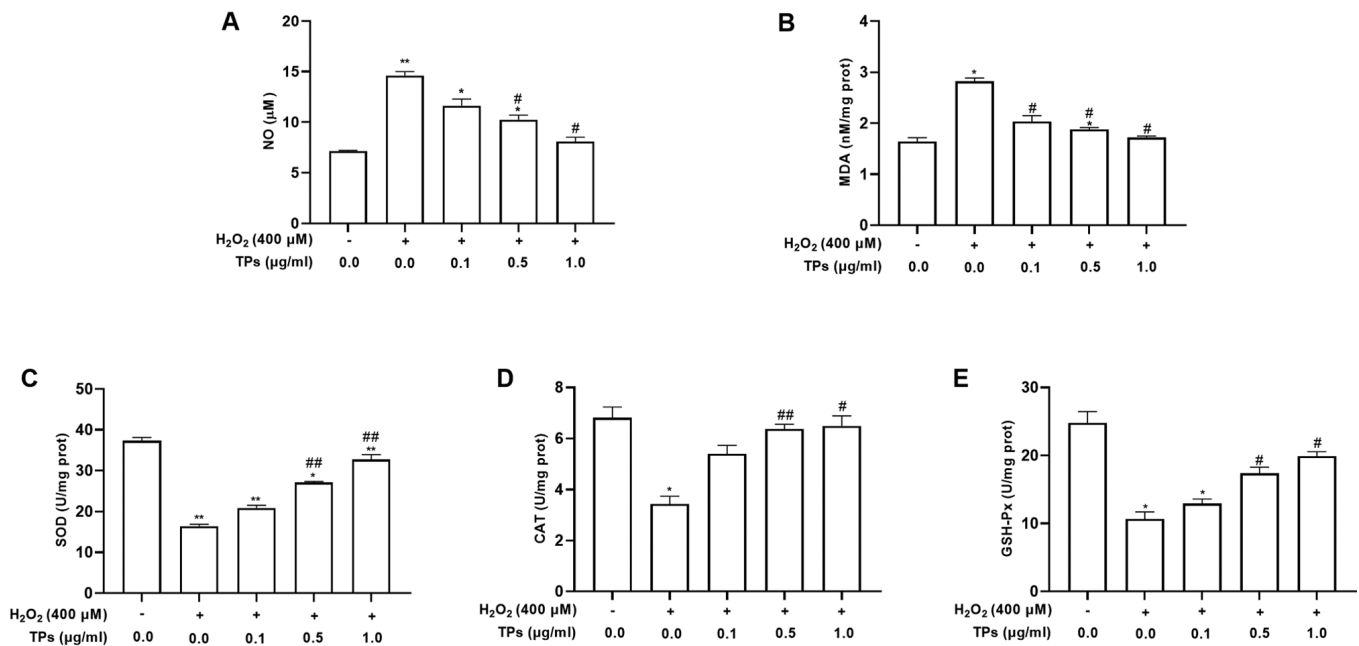 A
NO (μM)
20
15
10
5
0
**
*
#
*
#
H₂O₂ (400 μM) - + + + +
TPs (μg/ml) 0.0 0.0 0.1 0.5 1.0
B
MDA (nM/mg prot)
4
3
2
1
0
*
#
#
*
#
H₂O₂ (400 μM) - + + + +
TPs (μg/ml) 0.0 0.0 0.1 0.5 1.0
C
SOD (U/mg prot)
50
40
30
20
10
0
**
**
##
*
##
**
H₂O₂ (400 μM) - + + + +
TPs (μg/ml) 0.0 0.0 0.1 0.5 1.0
D
CAT (U/mg prot)
8
6
4
2
0
*
##
#
H₂O₂ (400 μM) - + + + +
TPs (μg/ml) 0.0 0.0 0.1 0.5 1.0
E
GSH-Px (U/mg prot)
30
20
10
0
*
*
#
#
H₂O₂ (400 μM) - + + + +
TPs (μg/ml) 0.0 0.0 0.1 0.5 1.0